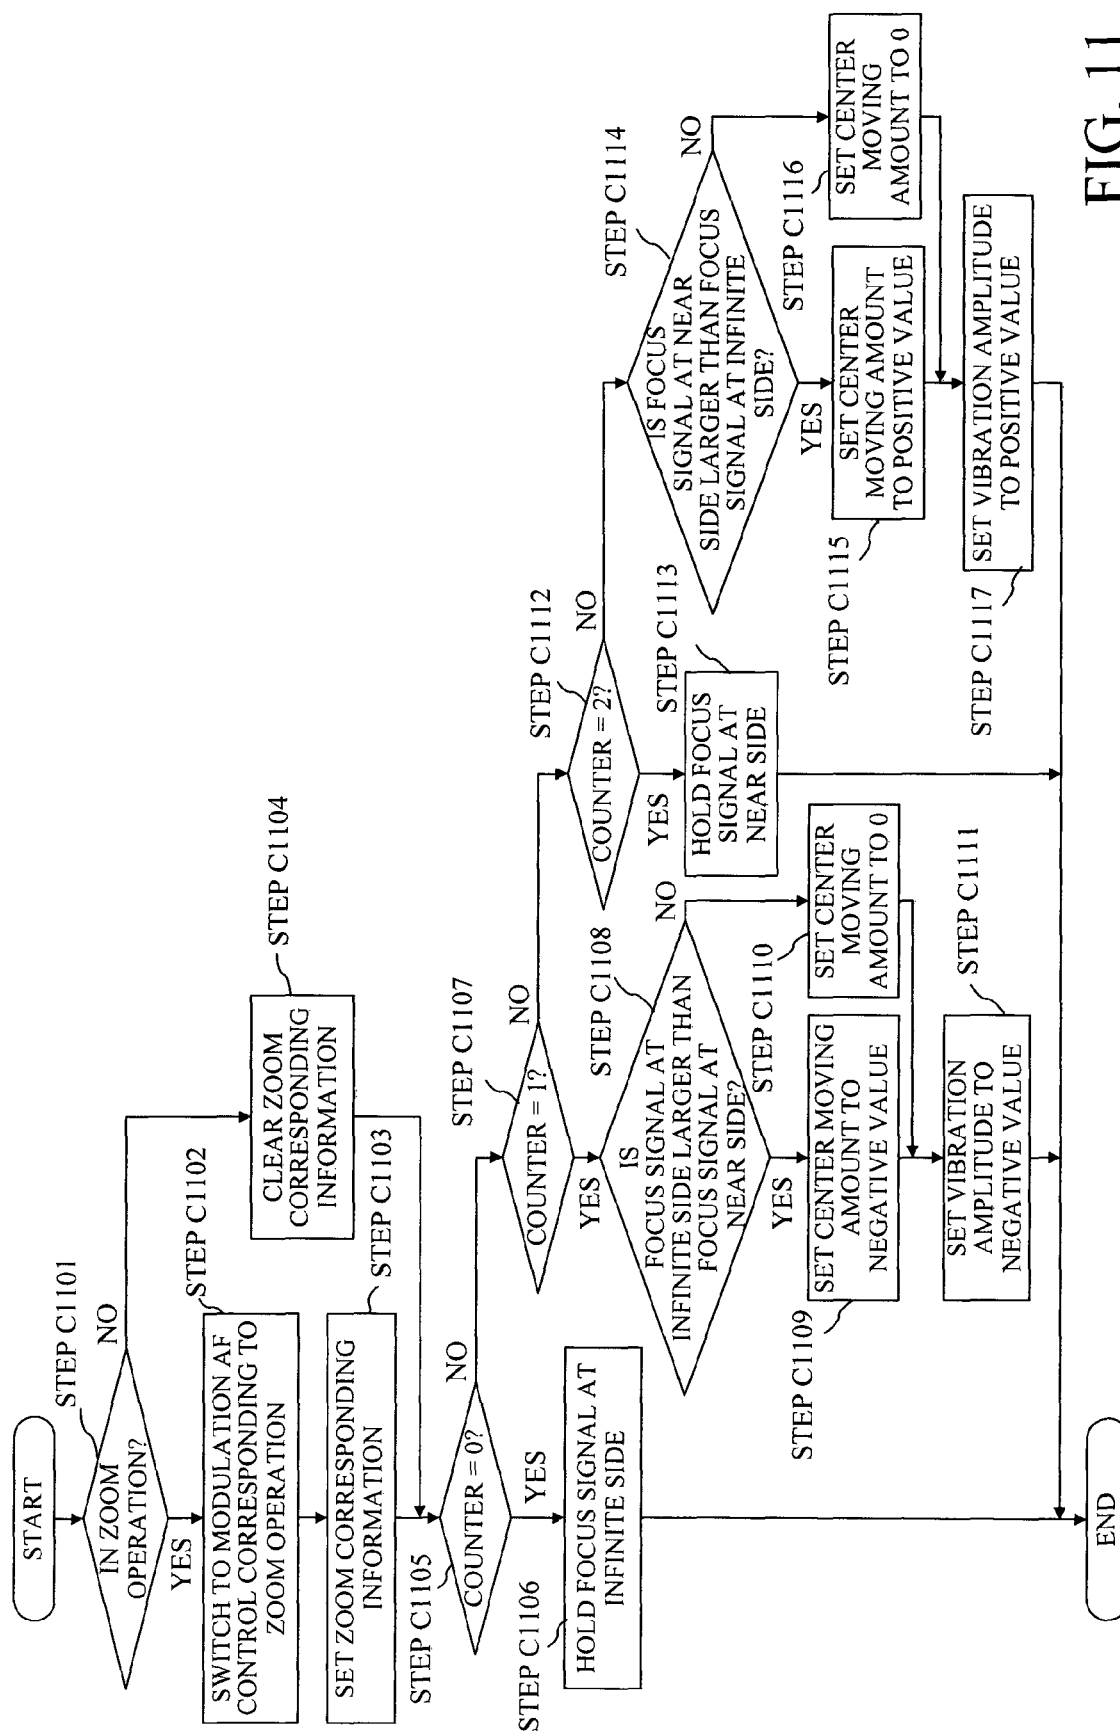 START
STEP C1101
IN ZOOM
OPERATION?
NO
YES
STEP C1102
SWITCH TO MODULATION AF
CONTROL CORRESPONDING TO
ZOOM OPERATION
STEP C1104
CLEAR ZOOM
CORRESPONDING
INFORMATION
STEP C1103
SET ZOOM CORRESPONDING
INFORMATION
STEP C1105
COUNTER = 0?
NO
YES
STEP C1106
HOLD FOCUS SIGNAL AT
INFINITE SIDE
STEP C1107
COUNTER = 1?
NO
YES
STEP C1108
IS
FOCUS SIGNAL AT
INFINITE SIDE LARGER THAN
FOCUS SIGNAL AT
NEAR SIDE?
NO
YES
STEP C1109
SET CENTER MOVING
AMOUNT TO
NEGATIVE VALUE
STEP C1110
SET CENTER
MOVING
AMOUNT TO 0
STEP C1111
SET VIBRATION
AMPLITUDE TO
NEGATIVE VALUE
STEP C1112
COUNTER = 2?
NO
YES
STEP C1113
HOLD FOCUS
SIGNAL AT
NEAR SIDE
STEP C1114
IS FOCUS
SIGNAL AT NEAR
SIDE LARGER THAN FOCUS
SIGNAL AT INFINITE
SIDE?
NO
YES
STEP C1115
SET CENTER
MOVING AMOUNT
TO POSITIVE VALUE
STEP C1116
SET CENTER
MOVING
AMOUNT TO 0
STEP C1117
SET VIBRATION AMPLITUDE
TO POSITIVE VALUE
END
FIG. 11